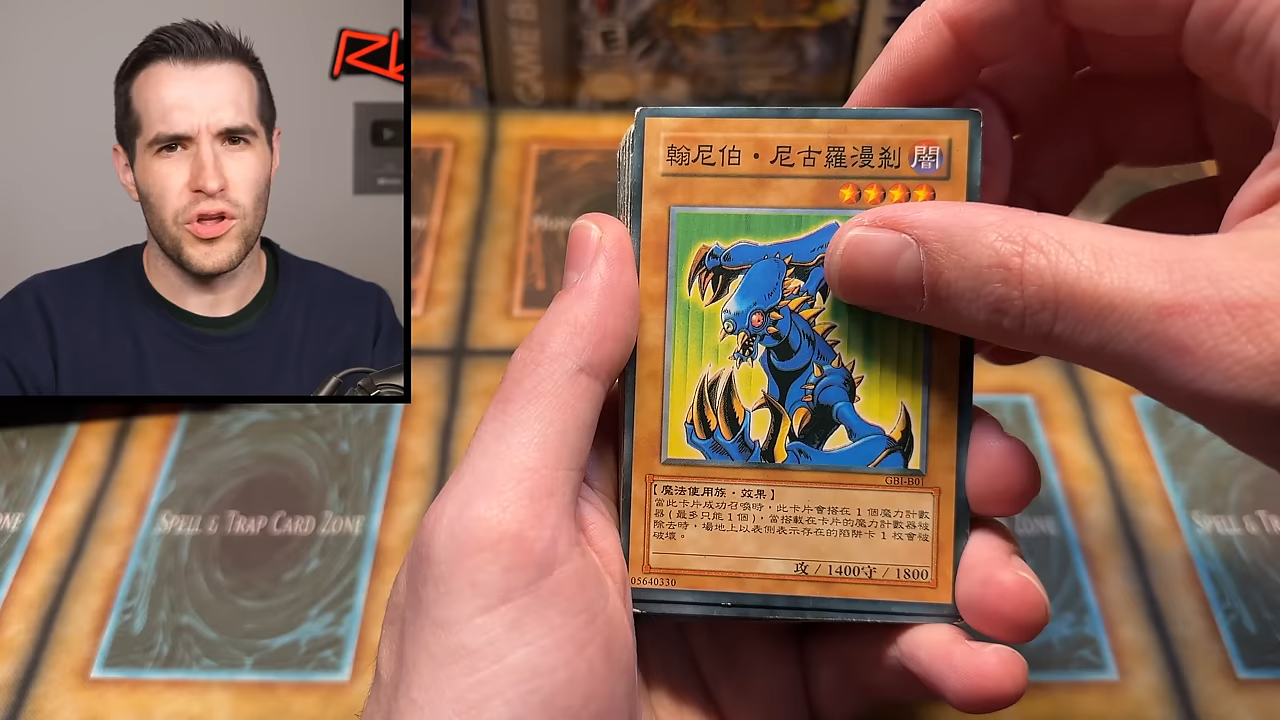 GAME B
翰尼伯・尼古羅漫剎 闇
GBI-B01
【魔法使用族・效果】
當此卡片成功召喚時，此卡片會搭在 1 個魔力計數
器（最多只能 1 個），當搭載在卡片的魔力計數器被
除去時，場地上以表側表示存在的陷阱卡 1 枚會被
破壞。
攻 / 1400守 / 1800
05640330
SPELL & TRAP CARD ZONE
ZONE
SPELL & T